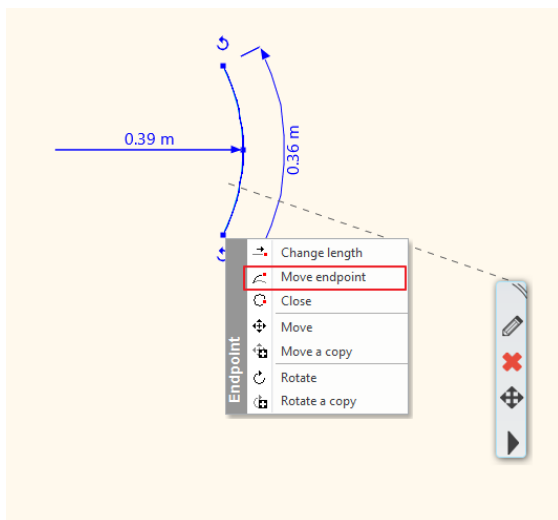 0.39 m
0.36 m
Endpoint
Change length
Move endpoint
Close
Move
Move a copy
Rotate
Rotate a copy